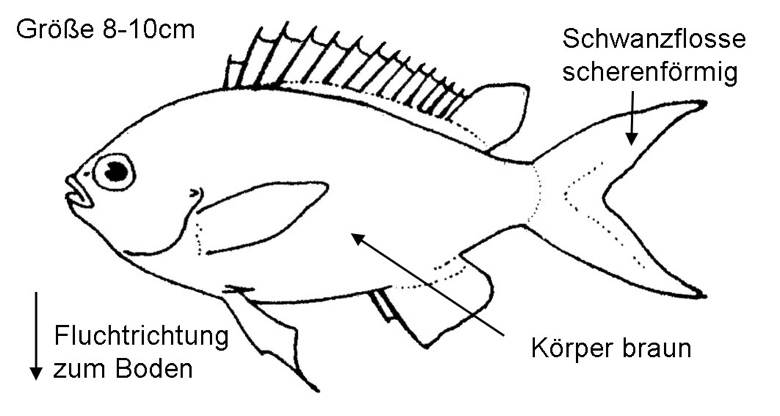 Größe 8-10cm
Schwanzflosse
scherenförmig
Fluchtrichtung
zum Boden
Körper braun